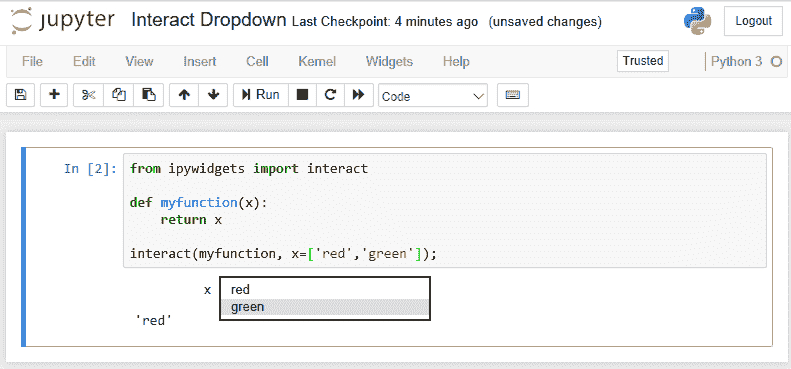 jupyter Interact Dropdown Last Checkpoint: 4 minutes ago (unsaved changes) Logout
File Edit View Insert Cell Kernel Widgets Help Trusted Python 3
Run Code
In [2]: from ipywidgets import interact
def myfunction(x):
    return x
interact(myfunction, x=['red','green']);
x red
green
'red'